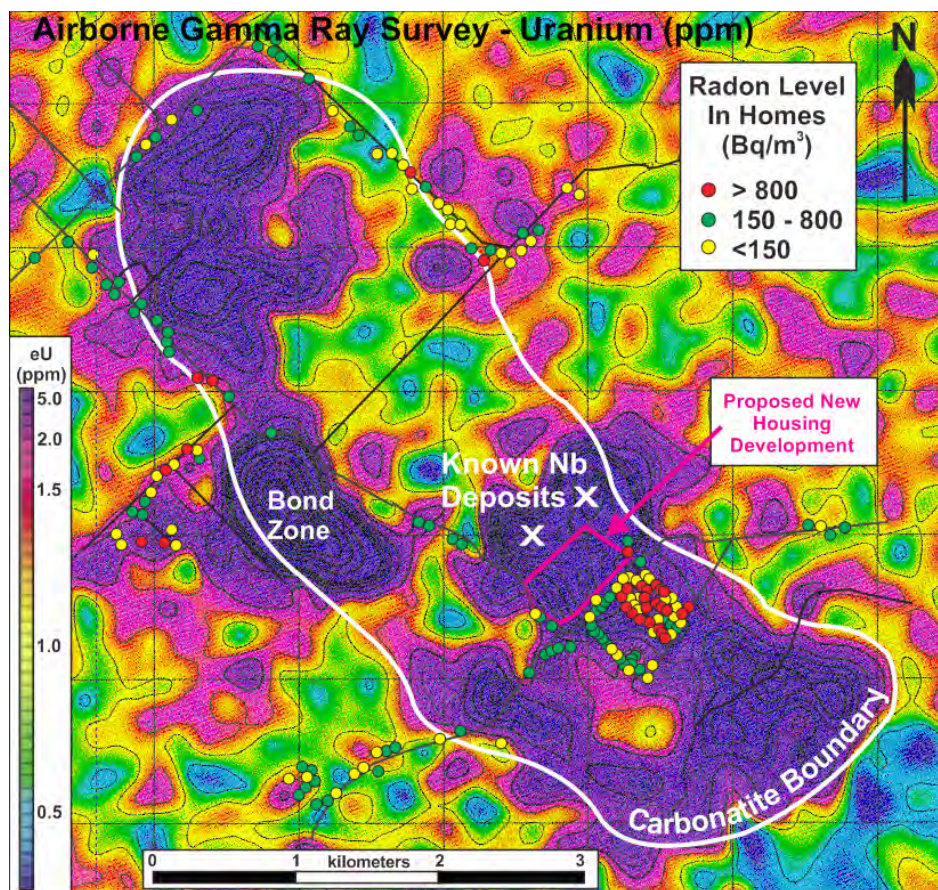 Airborne Gamma Ray Survey - Uranium (ppm)
N
Radon Level
In Homes
(Bq/m³)
> 800
150 - 800
<150
eU
(ppm)
5.0
2.0
1.5
1.0
0.5
Proposed New
Housing
Development
Known Nb
Deposits X
X
Bond
Zone
Carbonatite Boundary
0 kilometers 1 2 3